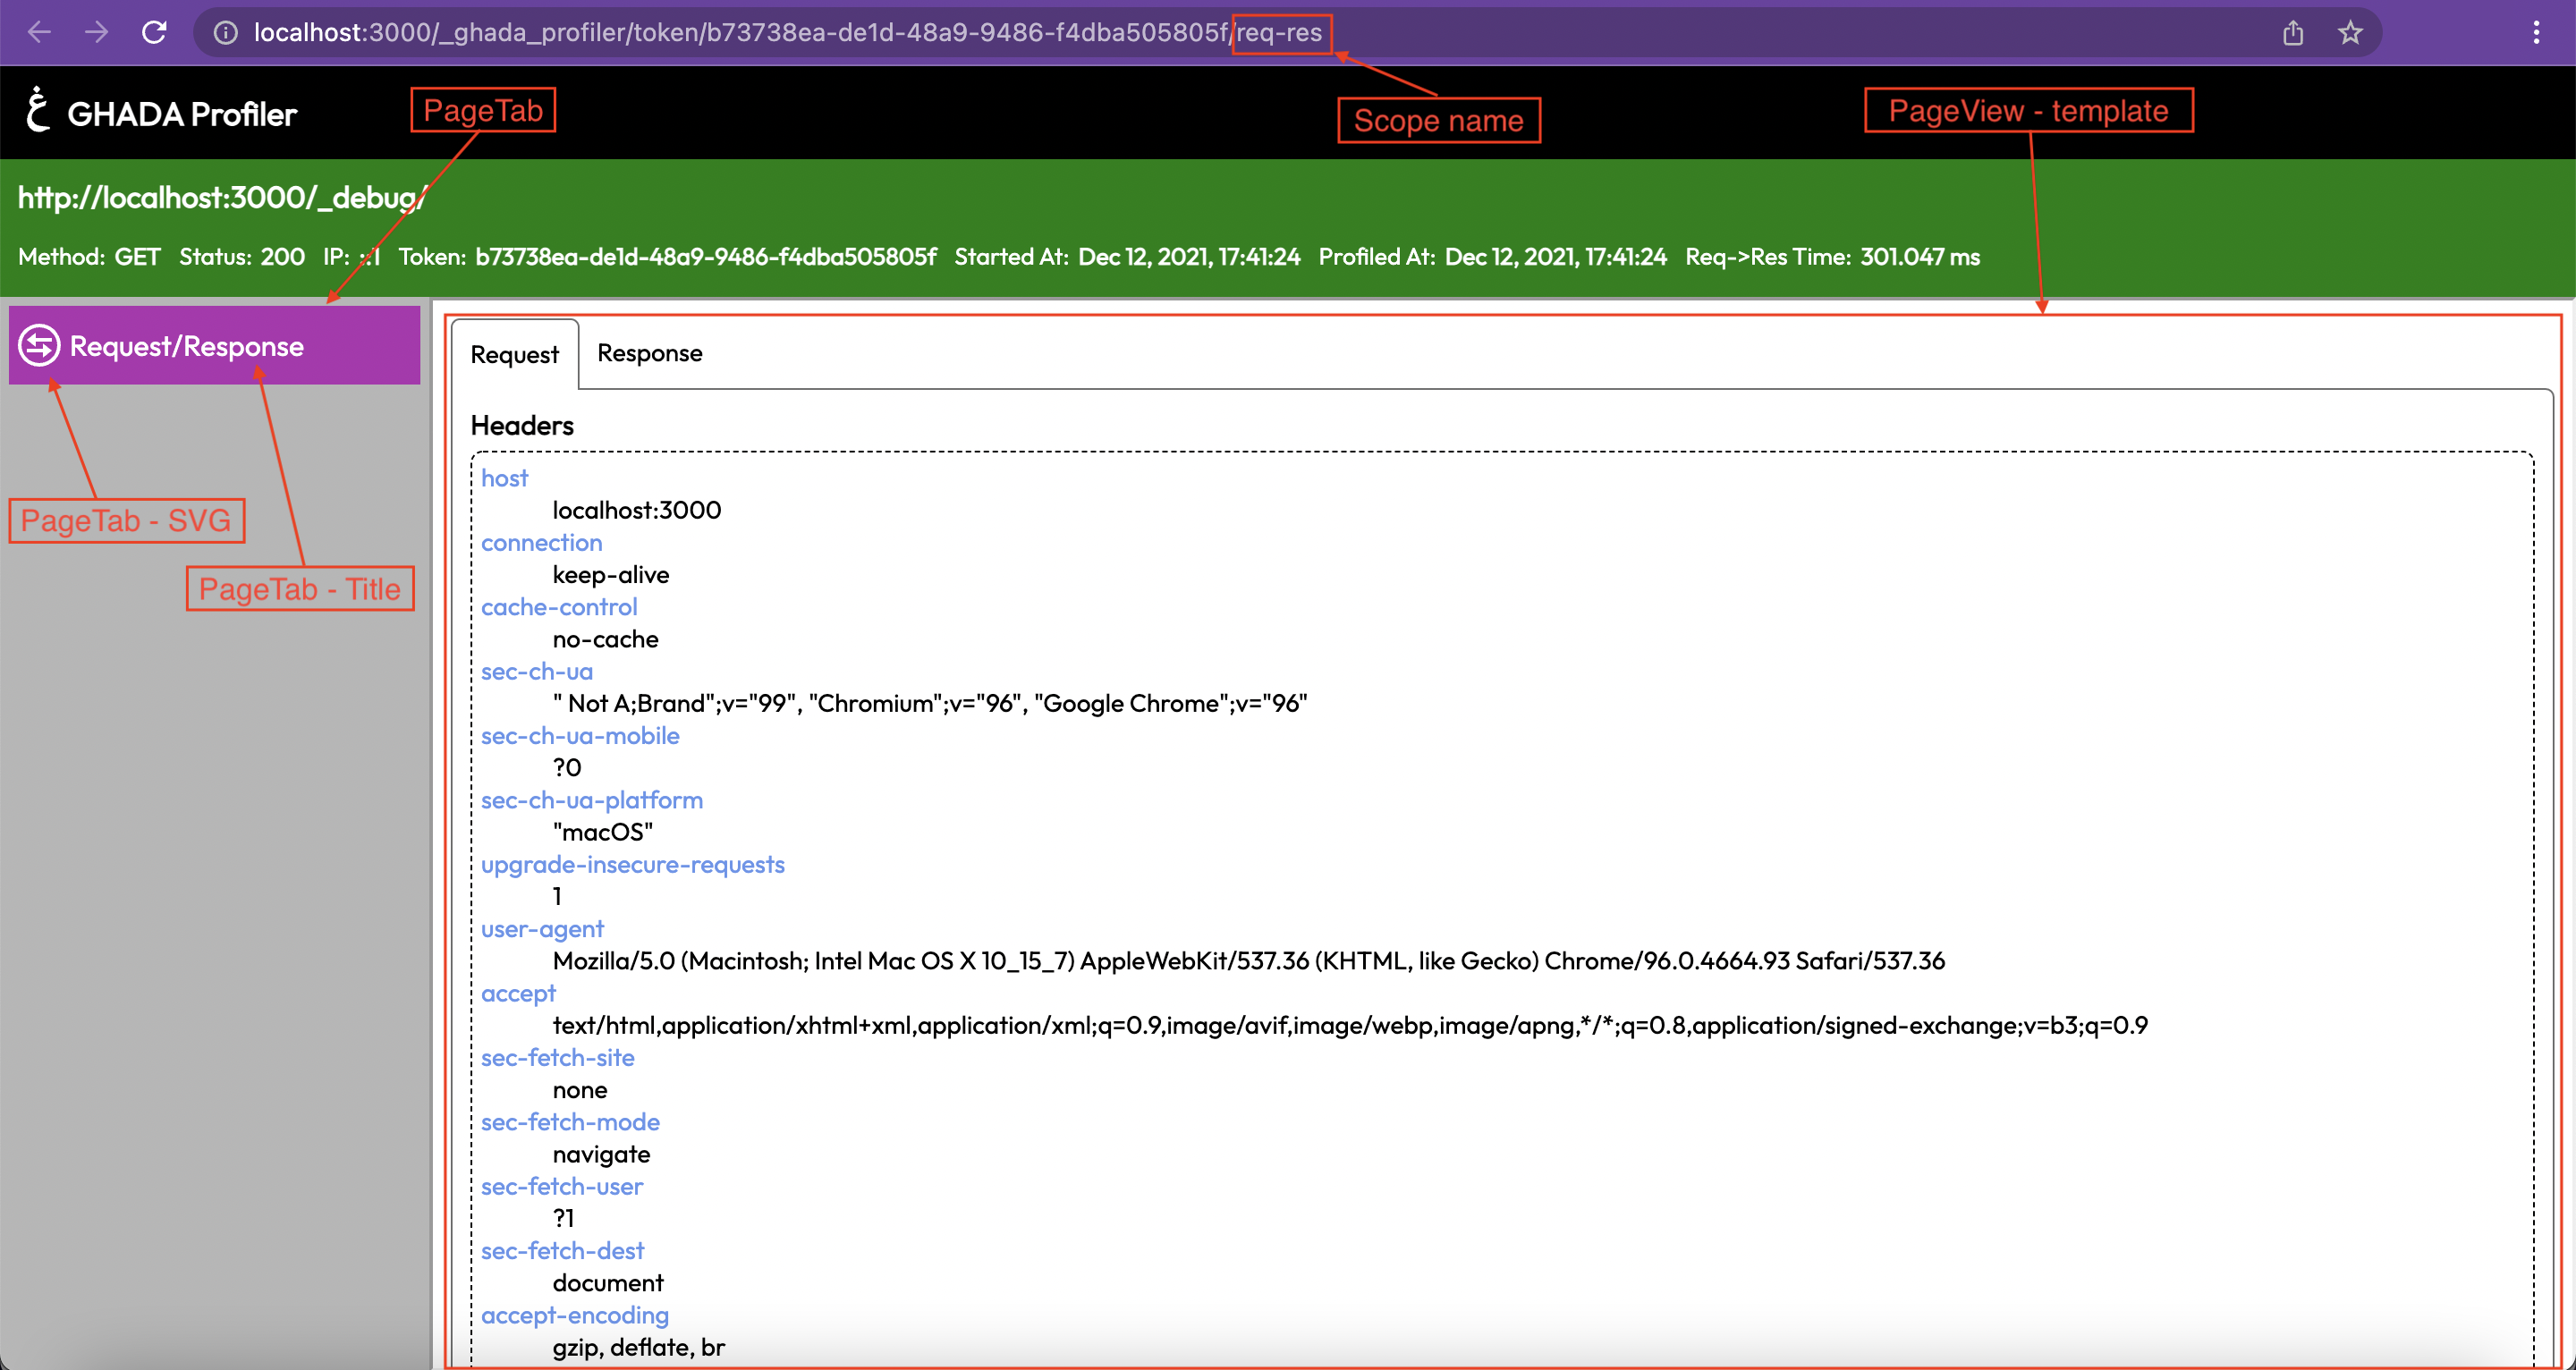 localhost:3000/_ghada_profiler/token/b73738ea-de1d-48a9-9486-f4dba505805f/req-res
غ GHADA Profiler
PageTab
Scope name
PageView - template
http://localhost:3000/_debug/
Method: GET Status: 200 IP: ::1 Token: b73738ea-de1d-48a9-9486-f4dba505805f Started At: Dec 12, 2021, 17:41:24 Profiled At: Dec 12, 2021, 17:41:24 Req->Res Time: 301.047 ms
Request/Response
PageTab - SVG
PageTab - Title
Request Response
Headers
host
localhost:3000
connection
keep-alive
cache-control
no-cache
sec-ch-ua
" Not A;Brand";v="99", "Chromium";v="96", "Google Chrome";v="96"
sec-ch-ua-mobile
?0
sec-ch-ua-platform
"macOS"
upgrade-insecure-requests
1
user-agent
Mozilla/5.0 (Macintosh; Intel Mac OS X 10_15_7) AppleWebKit/537.36 (KHTML, like Gecko) Chrome/96.0.4664.93 Safari/537.36
accept
text/html,application/xhtml+xml,application/xml;q=0.9,image/avif,image/webp,image/apng,*/*;q=0.8,application/signed-exchange;v=b3;q=0.9
sec-fetch-site
none
sec-fetch-mode
navigate
sec-fetch-user
?1
sec-fetch-dest
document
accept-encoding
gzip, deflate, br